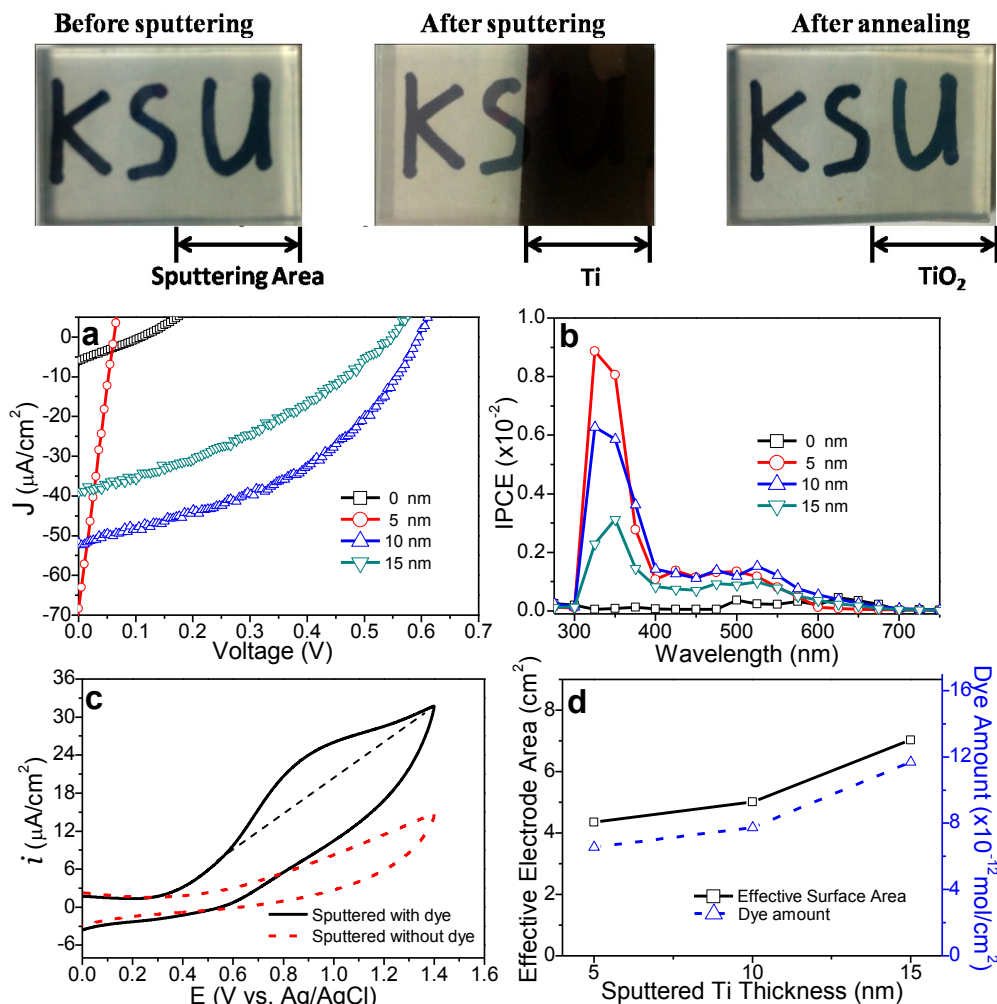 Before sputtering
After sputtering
After annealing
KSU
KSU
KSU
Sputtering Area
Ti
TiO₂
a
0
-10
-20
-30
-40
-50
-60
-70
J (μA/cm²)
0 nm
5 nm
10 nm
15 nm
0.0 0.1 0.2 0.3 0.4 0.5 0.6 0.7
Voltage (V)
b
1.0
0.8
0.6
0.4
0.2
0.0
IPCE (x10⁻²)
0 nm
5 nm
10 nm
15 nm
300 400 500 600 700
Wavelength (nm)
c
36
30
24
18
12
6
0
-6
i (μA/cm²)
Sputtered with dye
Sputtered without dye
0.0 0.2 0.4 0.6 0.8 1.0 1.2 1.4 1.6
E (V vs. Ag/AgCl)
d
8
6
4
2
0
Effective Electrode Area (cm²)
16
12
8
4
0
Dye Amount (x10⁻¹² mol/cm²)
Effective Surface Area
Dye amount
5 10 15
Sputtered Ti Thickness (nm)